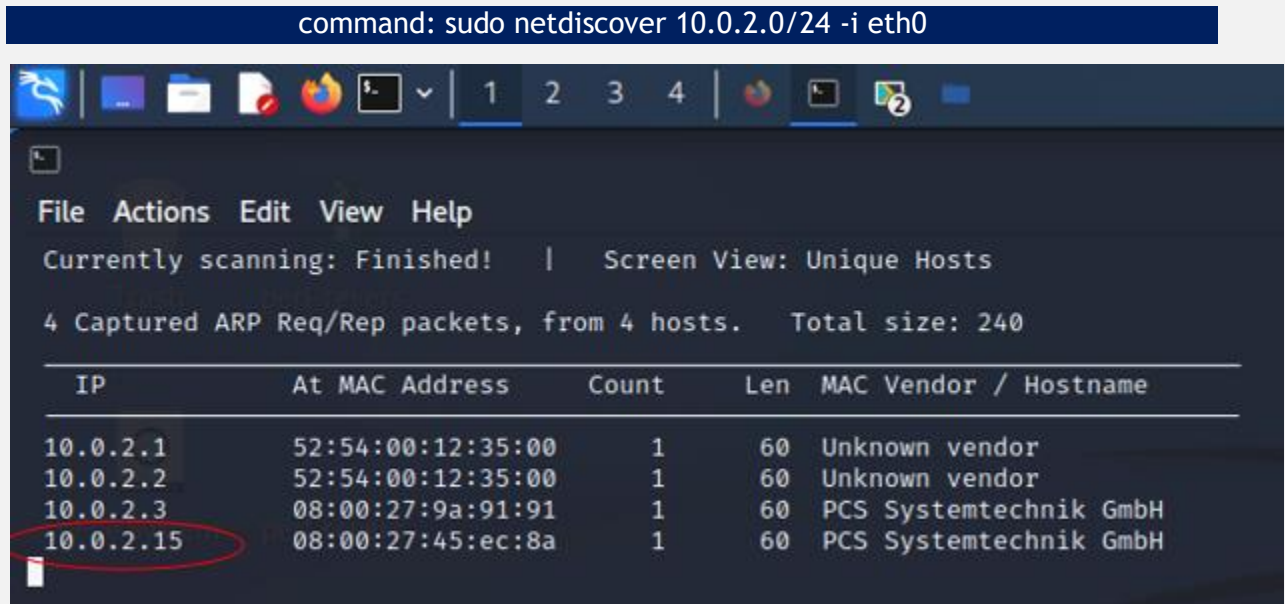 command: sudo netdiscover 10.0.2.0/24 -i eth0
1 2 3 4 2
File Actions Edit View Help
Currently scanning: Finished! | Screen View: Unique Hosts
4 Captured ARP Req/Rep packets, from 4 hosts. Total size: 240
IP At MAC Address Count Len MAC Vendor / Hostname
10.0.2.1 52:54:00:12:35:00 1 60 Unknown vendor
10.0.2.2 52:54:00:12:35:00 1 60 Unknown vendor
10.0.2.3 08:00:27:9a:91:91 1 60 PCS Systemtechnik GmbH
10.0.2.15 08:00:27:45:ec:8a 1 60 PCS Systemtechnik GmbH